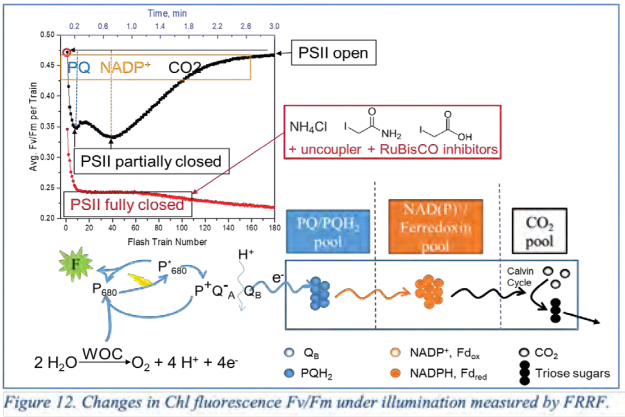 Time, min
0.2 0.6 1.0 1.4 1.8 2.2 2.6 3.0
0.50
0.45
0.40
0.35
0.30
0.25
0.20
Avg. Fv/Fm per Train
PQ NADP⁺ CO2
PSII open
PSII partially closed
PSII fully closed
NH₄Cl
I O NH₂
I O OH
+ uncoupler + RuBisCO inhibitors
0 20 40 60 80 100 120 140 160 180
Flash Train Number
PQ/PQH₂
pool
NAD(P)⁺/
Ferredoxin
pool
CO₂
pool
F
P*₆₈₀
P₆₈₀
P⁺Q⁻A QB
H⁺
e⁻
Calvin
Cycle
2 H₂O WOC O₂ + 4 H⁺ + 4e⁻
QB
PQH₂
NADP⁺, Fdox
NADPH, Fdred
CO₂
Triose sugars
Figure 12. Changes in Chl fluorescence Fv/Fm under illumination measured by FRRF.